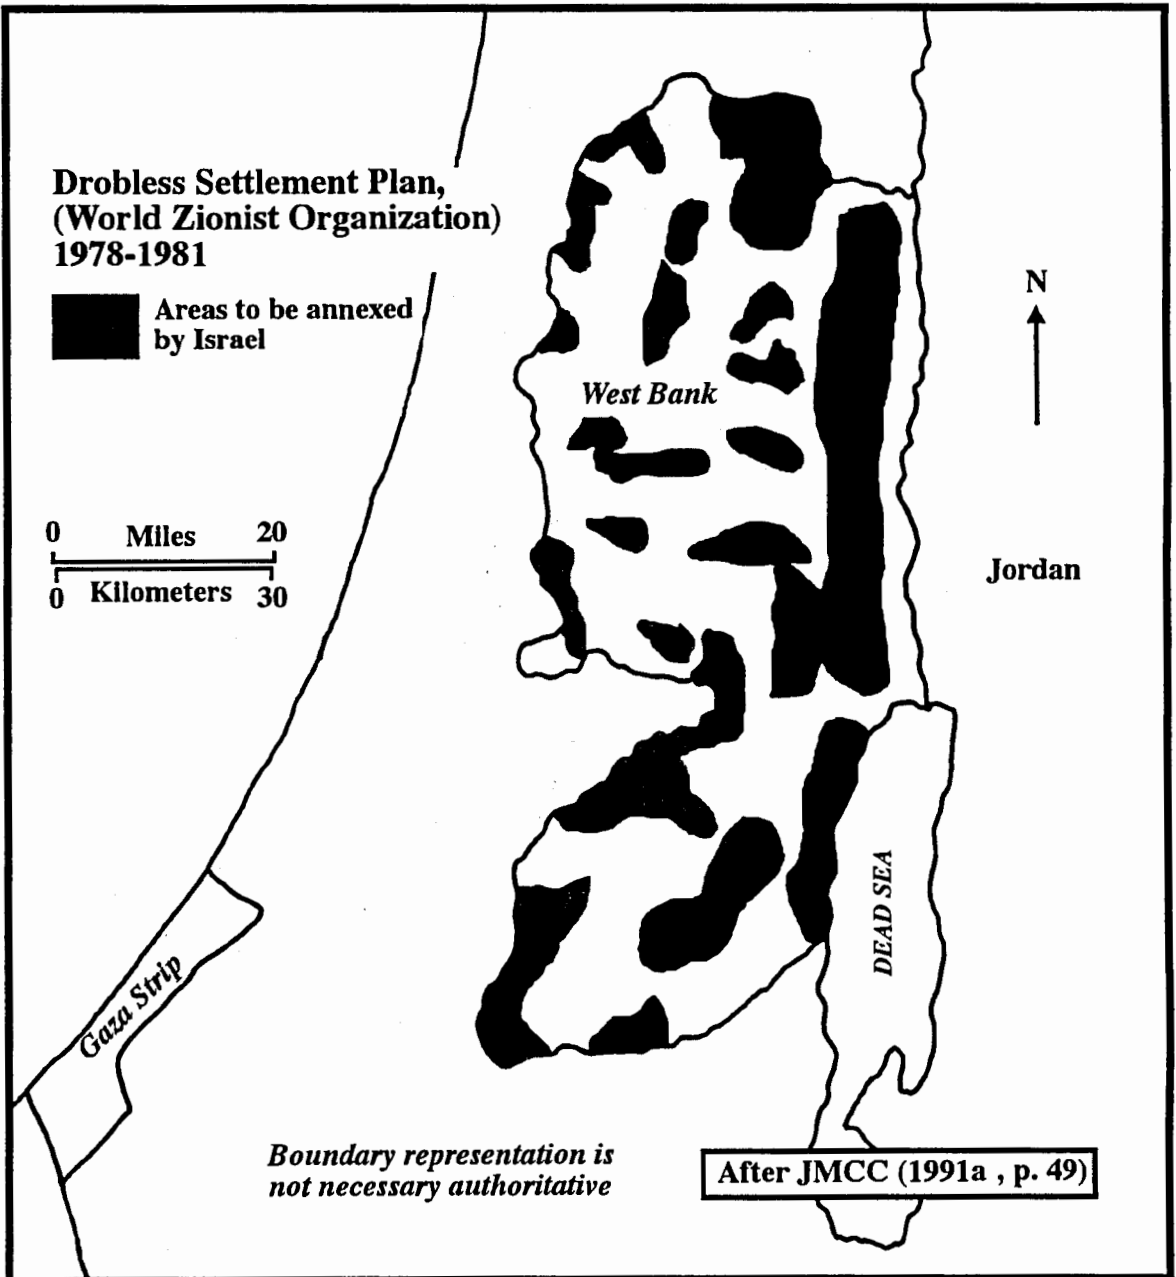 Drobless Settlement Plan,
(World Zionist Organization)
1978-1981
Areas to be annexed
by Israel
N
West Bank
0 Miles 20
0 Kilometers 30
Jordan
DEAD SEA
Gaza Strip
Boundary representation is
not necessary authoritative
After JMCC (1991a , p. 49)